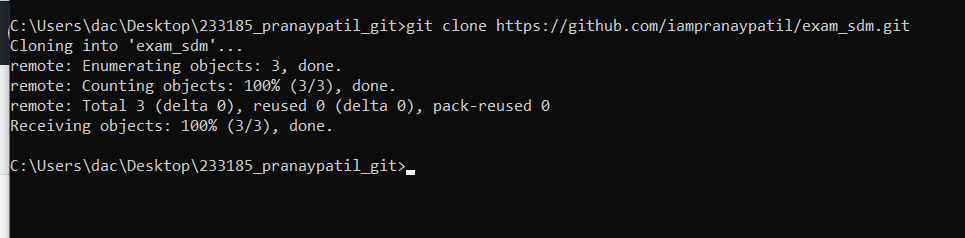 C:\Users\dac\Desktop\233185_pranaypatil_git>git clone https://github.com/iampranaypatil/exam_sdm.git
Cloning into 'exam_sdm'...
remote: Enumerating objects: 3, done.
remote: Counting objects: 100% (3/3), done.
remote: Total 3 (delta 0), reused 0 (delta 0), pack-reused 0
Receiving objects: 100% (3/3), done.
C:\Users\dac\Desktop\233185_pranaypatil_git>